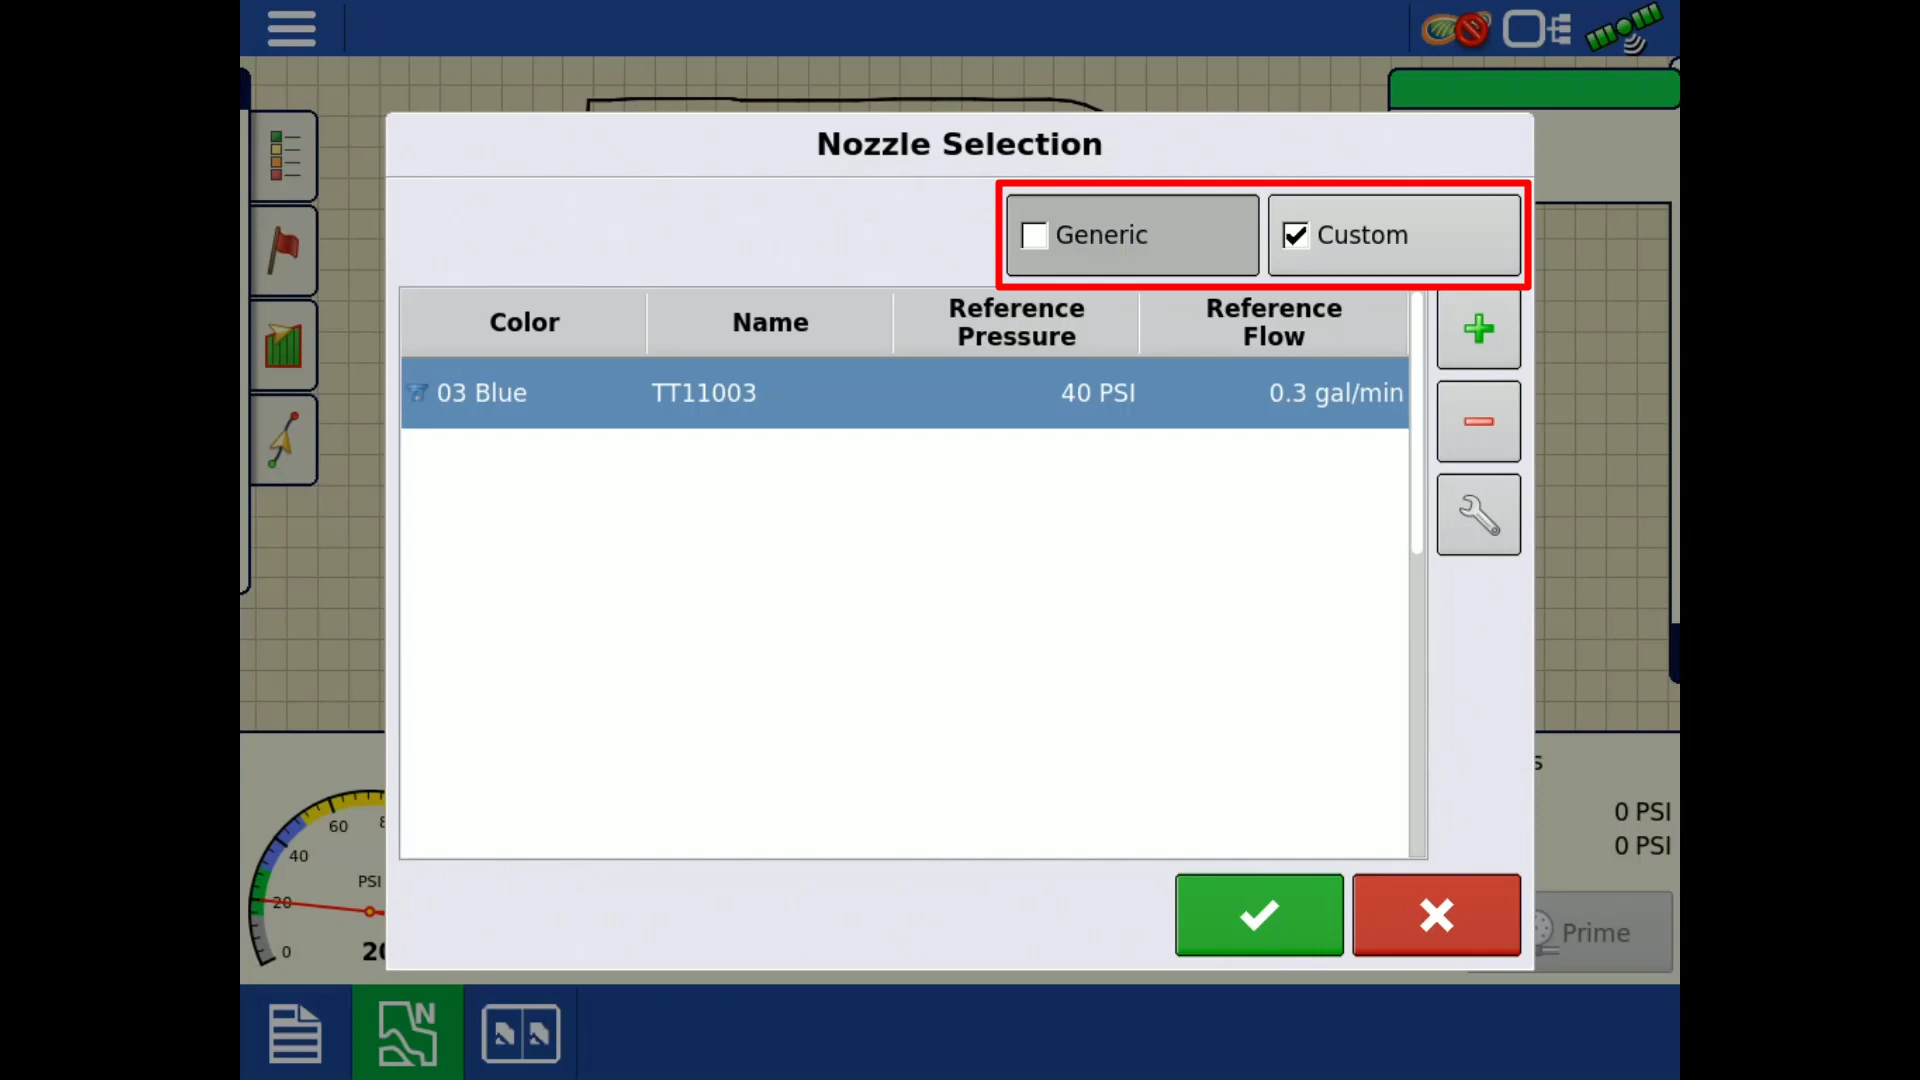 Nozzle Selection
Generic
Custom
Color
Name
Reference
Pressure
Reference
Flow
03 Blue
TT11003
40 PSI
0.3 gal/min
60
40
PSI
20
0
0 PSI
0 PSI
Prime
N